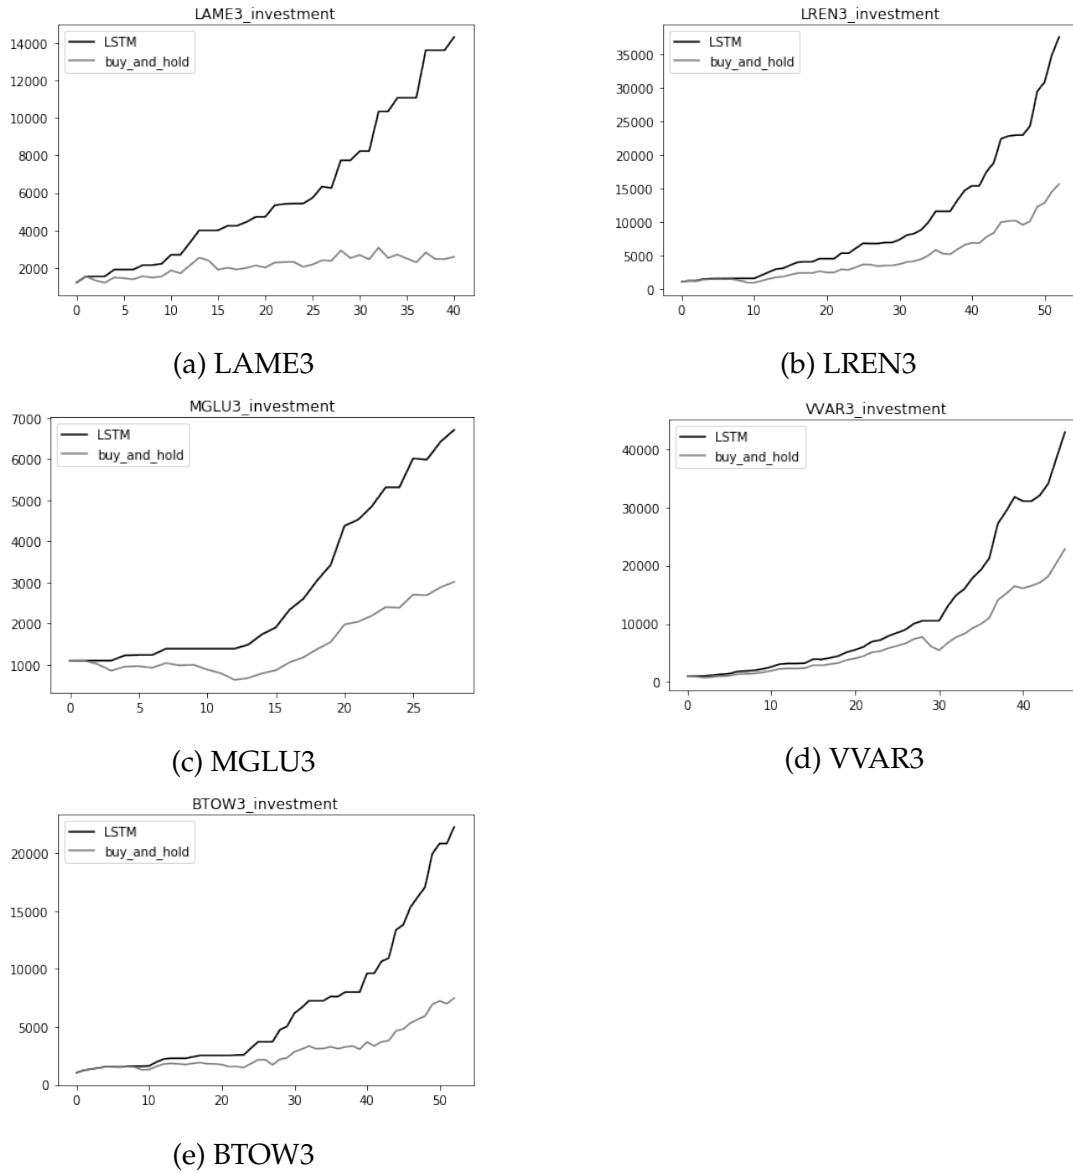 LAME3_investment
LSTM
buy_and_hold
14000
12000
10000
8000
6000
4000
2000
0 5 10 15 20 25 30 35 40
(a) LAME3
LREN3_investment
LSTM
buy_and_hold
35000
30000
25000
20000
15000
10000
5000
0
0 10 20 30 40 50
(b) LREN3
MGLU3_investment
LSTM
buy_and_hold
7000
6000
5000
4000
3000
2000
1000
0 5 10 15 20 25
(c) MGLU3
VVAR3_investment
LSTM
buy_and_hold
40000
30000
20000
10000
0
0 10 20 30 40
(d) VVAR3
BTOW3_investment
LSTM
buy_and_hold
20000
15000
10000
5000
0
0 10 20 30 40 50
(e) BTOW3